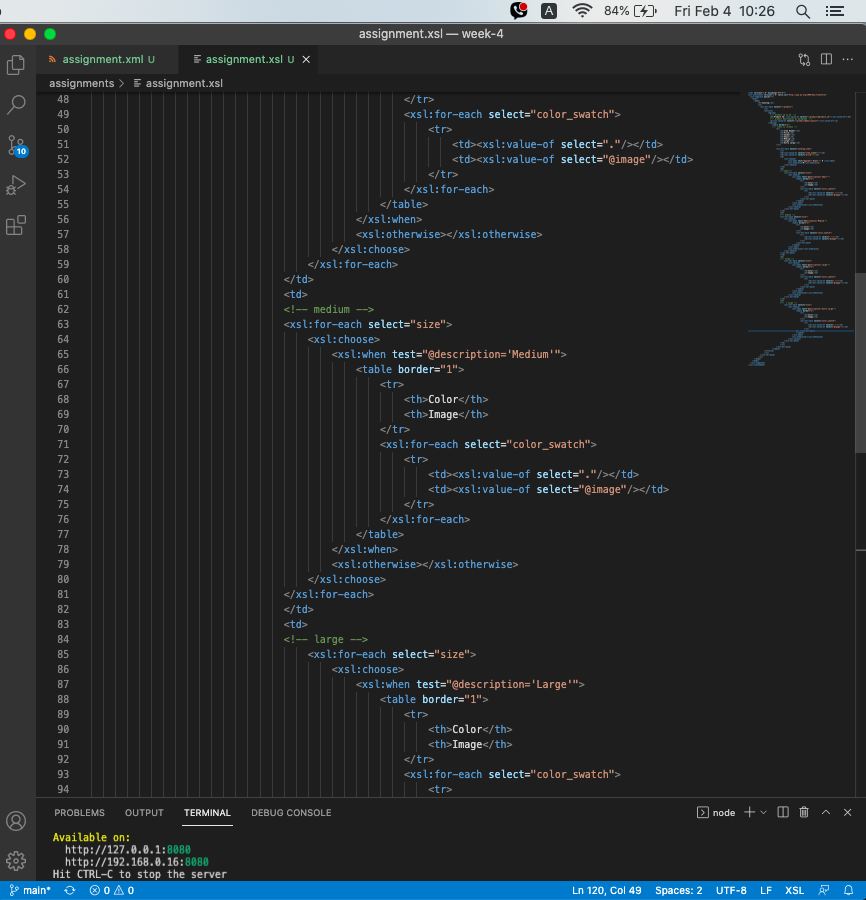 84% Fri Feb 4 10:26
assignment.xsl — week-4
assignment.xml U assignment.xsl U
assignments > assignment.xsl
48 </tr>
49 <xsl:for-each select="color_swatch">
50 <tr>
51 <td><xsl:value-of select="."/></td>
52 <td><xsl:value-of select="@image"/></td>
53 </tr>
54 </xsl:for-each>
55 </table>
56 </xsl:when>
57 <xsl:otherwise></xsl:otherwise>
58 </xsl:choose>
59 </xsl:for-each>
60 </td>
61 <td>
62 <!-- medium -->
63 <xsl:for-each select="size">
64 <xsl:choose>
65 <xsl:when test="@description='Medium'">
66 <table border="1">
67 <tr>
68 <th>Color</th>
69 <th>Image</th>
70 </tr>
71 <xsl:for-each select="color_swatch">
72 <tr>
73 <td><xsl:value-of select="."/></td>
74 <td><xsl:value-of select="@image"/></td>
75 </tr>
76 </xsl:for-each>
77 </table>
78 </xsl:when>
79 <xsl:otherwise></xsl:otherwise>
80 </xsl:choose>
81 </xsl:for-each>
82 </td>
83 <td>
84 <!-- large -->
85 <xsl:for-each select="size">
86 <xsl:choose>
87 <xsl:when test="@description='Large'">
88 <table border="1">
89 <tr>
90 <th>Color</th>
91 <th>Image</th>
92 </tr>
93 <xsl:for-each select="color_swatch">
94 <tr>
10
PROBLEMS OUTPUT TERMINAL DEBUG CONSOLE node
Available on:
http://127.0.0.1:8080
http://192.168.0.16:8080
Hit CTRL-C to stop the server
main* 0 0 Ln 120, Col 49 Spaces: 2 UTF-8 LF XSL